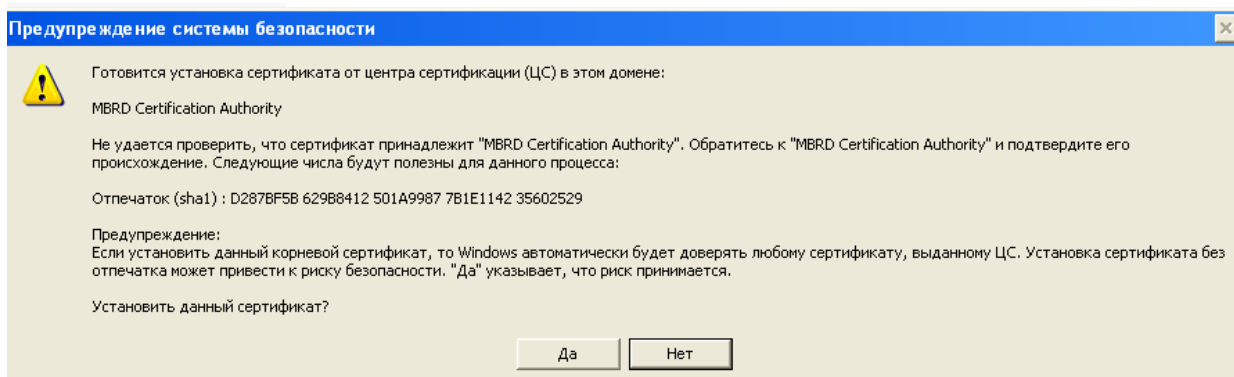 Предупреждение системы безопасности
Готовится установка сертификата от центра сертификации (ЦС) в этом домене:
MBRD Certification Authority
Не удается проверить, что сертификат принадлежит "MBRD Certification Authority". Обратитесь к "MBRD Certification Authority" и подтвердите его
происхождение. Следующие числа будут полезны для данного процесса:
Отпечаток (sha1) : D287BF5B 629B8412 501A9987 7B1E1142 35602529
Предупреждение:
Если установить данный корневой сертификат, то Windows автоматически будет доверять любому сертификату, выданному ЦС. Установка сертификата без
отпечатка может привести к риску безопасности. "Да" указывает, что риск принимается.
Установить данный сертификат?
Да
Нет